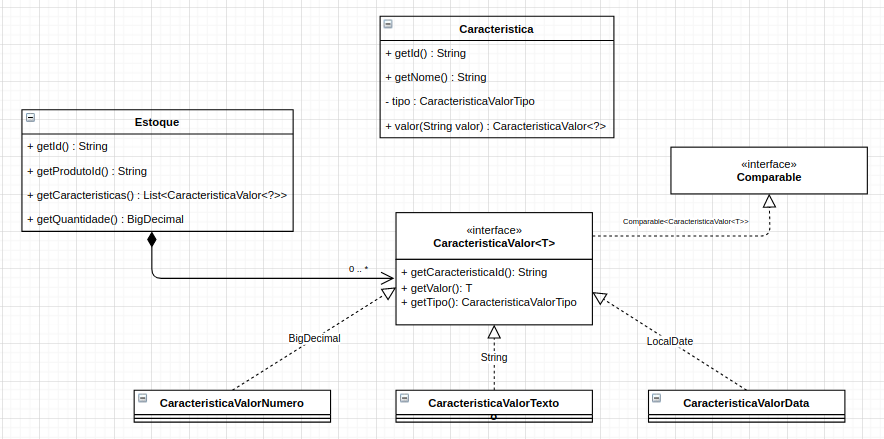 Caracteristica
+ getId() : String
+ getNome() : String
- tipo : CaracteristicaValorTipo
+ valor(String valor) : CaracteristicaValor<?>
Estoque
+ getId() : String
+ getProdutoId() : String
+ getCaracteristicas() : List<CaracteristicaValor<?>>
+ getQuantidade() : BigDecimal
«interface»
Comparable
Comparable<CaracteristicaValor<T>>
«interface»
CaracteristicaValor<T>
+ getCaracteristicaId(): String
+ getValor(): T
+ getTipo(): CaracteristicaValorTipo
0 .. *
BigDecimal
String
LocalDate
CaracteristicaValorNumero
CaracteristicaValorTexto
o
CaracteristicaValorData